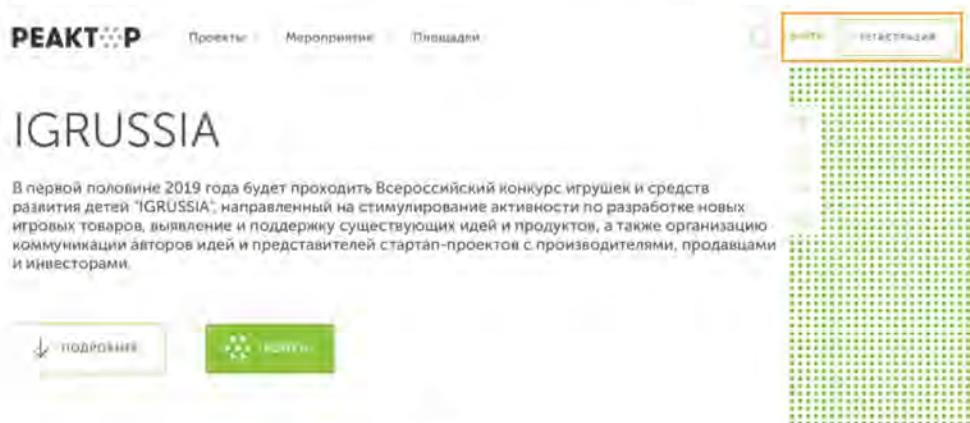 РЕАКТОР Проекты Мероприятия Площадки ВОЙТИ РЕГИСТРАЦИЯ
IGRUSSIA
В первой половине 2019 года будет проходить Всероссийский конкурс игрушек и средств
развития детей "IGRUSSIA", направленный на стимулирование активности по разработке новых
игровых товаров, выявление и поддержку существующих идей и продуктов, а также организацию
коммуникации авторов идей и представителей стартап-проектов с производителями, продавцами
и инвесторами.
ПОДРОБНЕЕ